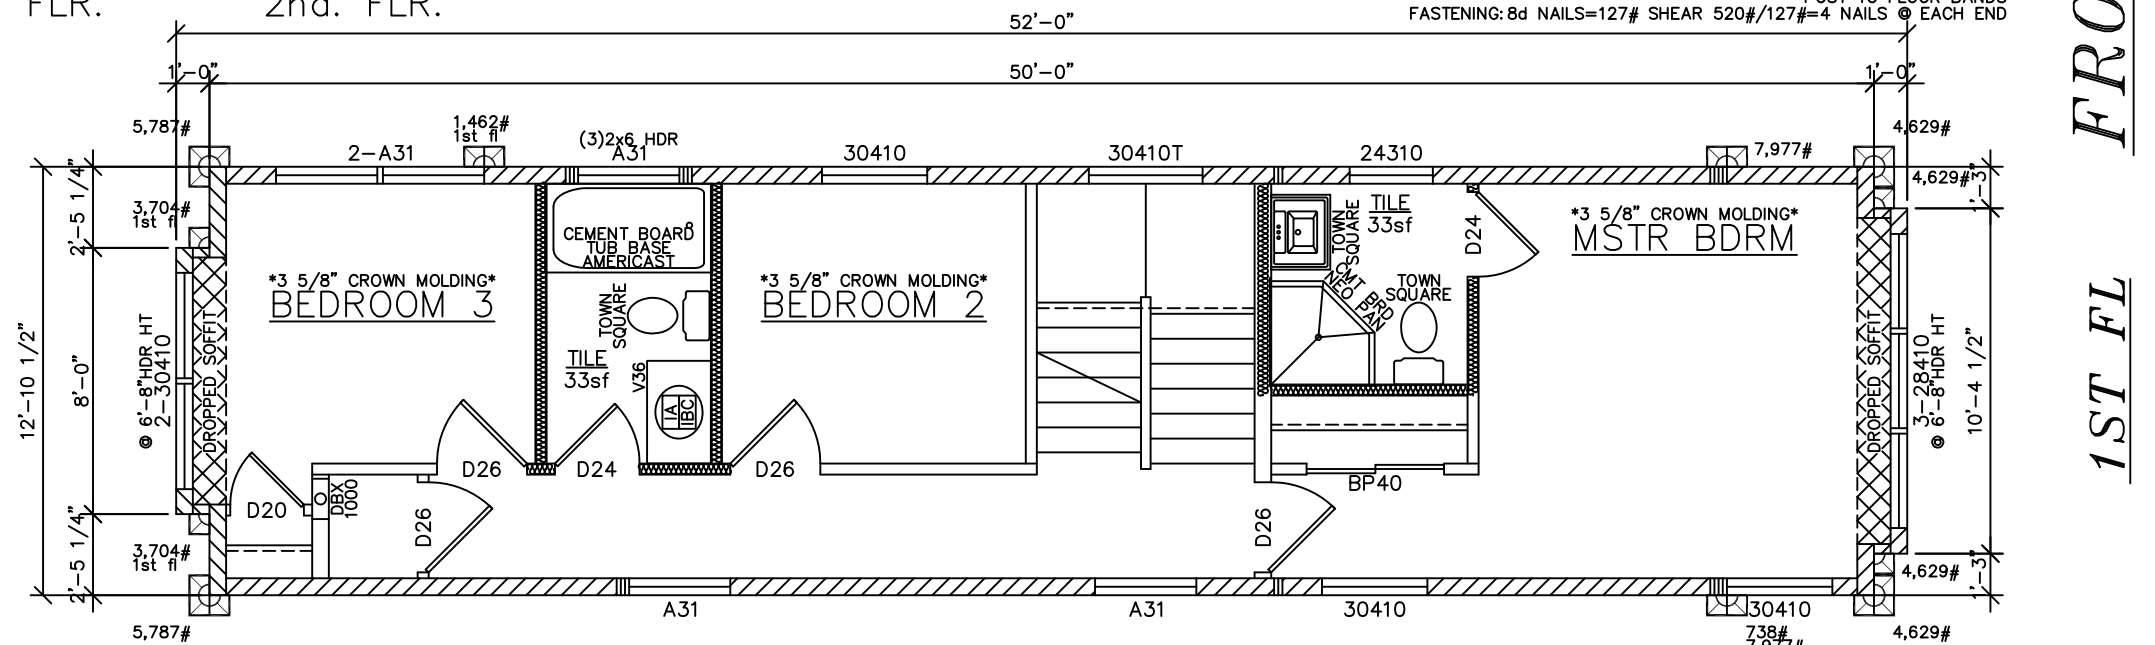 FLR.
2nd. FLR.
FASTENING: 8d NAILS=127# SHEAR 520#/127#=4 NAILS @ EACH END
52'-0"
1'-0"
50'-0"
1'-0"
5,787#
1,462#
1st fl
(3)2x6 HDR
2-A31
A31
30410
30410T
24310
7,977#
4,629#
4,629#
1'-3"
2'-5 1/4"
3,704#
1st fl
CEMENT BOARD
TUB BASE
AMERICAST
TOWN
SQUARE
TILE
33sf
D24
*3 5/8" CROWN MOLDING*
MSTR BDRM
*3 5/8" CROWN MOLDING*
BEDROOM 3
TOWN
SQUARE
TILE
33sf
V36
IA
IBC
*3 5/8" CROWN MOLDING*
BEDROOM 2
CMT BRD
NEO PAN
TOWN
SQUARE
12'-10 1/2"
8'-0"
@ 6'-8"HDR HT
2-30410
DROPPED SOFFIT
DROPPED SOFFIT
3-28410
@ 6'-8"HDR HT
10'-4 1/2"
D26
D24
D26
BP40
D20
DBX
1000
D26
D26
2'-5 1/4"
3,704#
1st fl
4,629#
1'-3"
5,787#
A31
A31
30410
30410
738#
4,629#
FRO
1ST FL